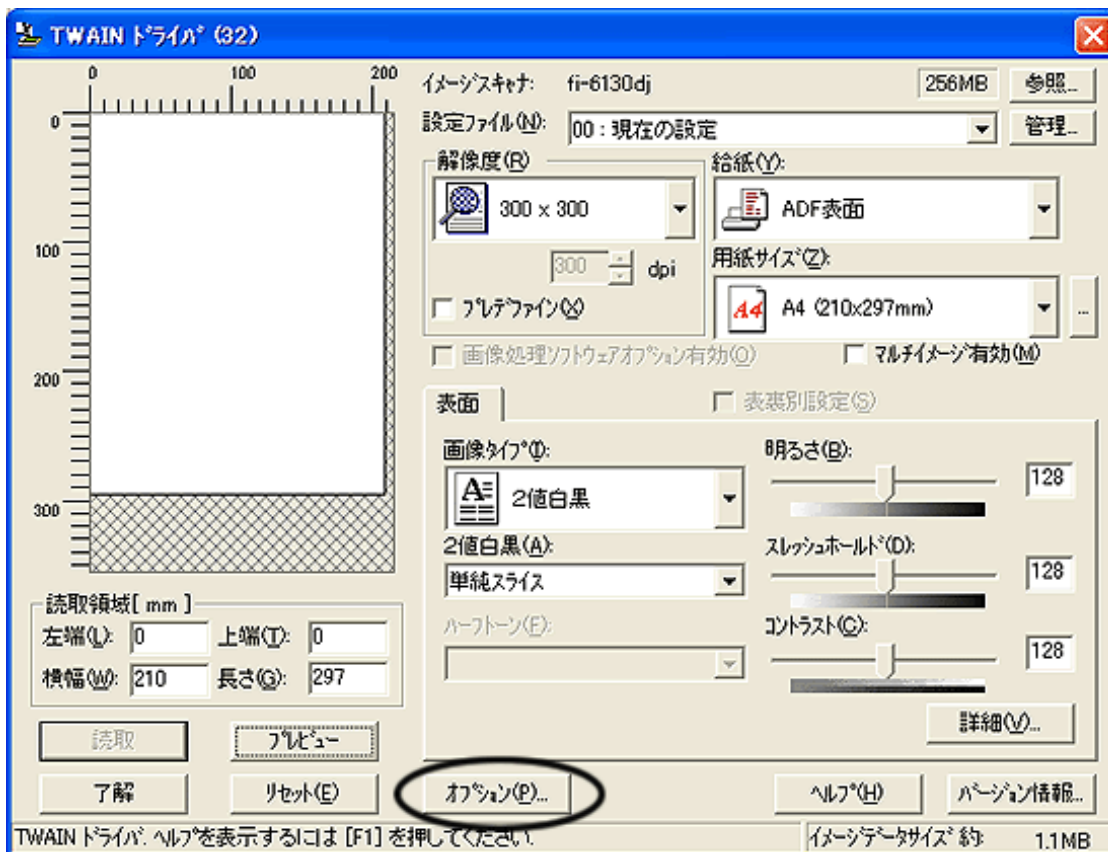 TWAIN ﾄﾞﾗｲﾊﾞ (32)
0 100 200
0
100
200
300
ｲﾒｰｼﾞｽｷｬﾅ: fi-6130dj 256MB 参照...
設定ﾌｧｲﾙ(N): 00 : 現在の設定 管理...
解像度(R) 給紙(Y):
300 x 300 ADF表面
300 dpi
用紙ｻｲｽﾞ(Z):
ﾌﾟﾚﾃﾞﾌｧｲﾝ(X) A4 A4 (210x297mm) ...
画像処理ｿﾌﾄｳｪｱｵﾌﾟｼｮﾝ有効(O) ﾏﾙﾁｲﾒｰｼﾞ有効(M)
表面 表裏別設定(S)
画像ﾀｲﾌﾟ(I): 明るさ(B):
2値白黒 128
2値白黒(A): ｽﾚｯｼｭﾎｰﾙﾄﾞ(D):
単純ｽﾗｲｽ 128
ﾊｰﾌﾄｰﾝ(F): ｺﾝﾄﾗｽﾄ(C):
128
詳細(V)...
読取領域[ mm ]
左端(L): 0 上端(T): 0
横幅(W): 210 長さ(G): 297
読取 ﾌﾟﾚﾋﾞｭｰ
了解 ﾘｾｯﾄ(E) ｵﾌﾟｼｮﾝ(P)... ﾍﾙﾌﾟ(H) ﾊﾞｰｼﾞｮﾝ情報...
TWAIN ﾄﾞﾗｲﾊﾞ. ﾍﾙﾌﾟを表示するには [F1] を押してください. ｲﾒｰｼﾞﾃﾞｰﾀｻｲｽﾞ 約: 1.1MB